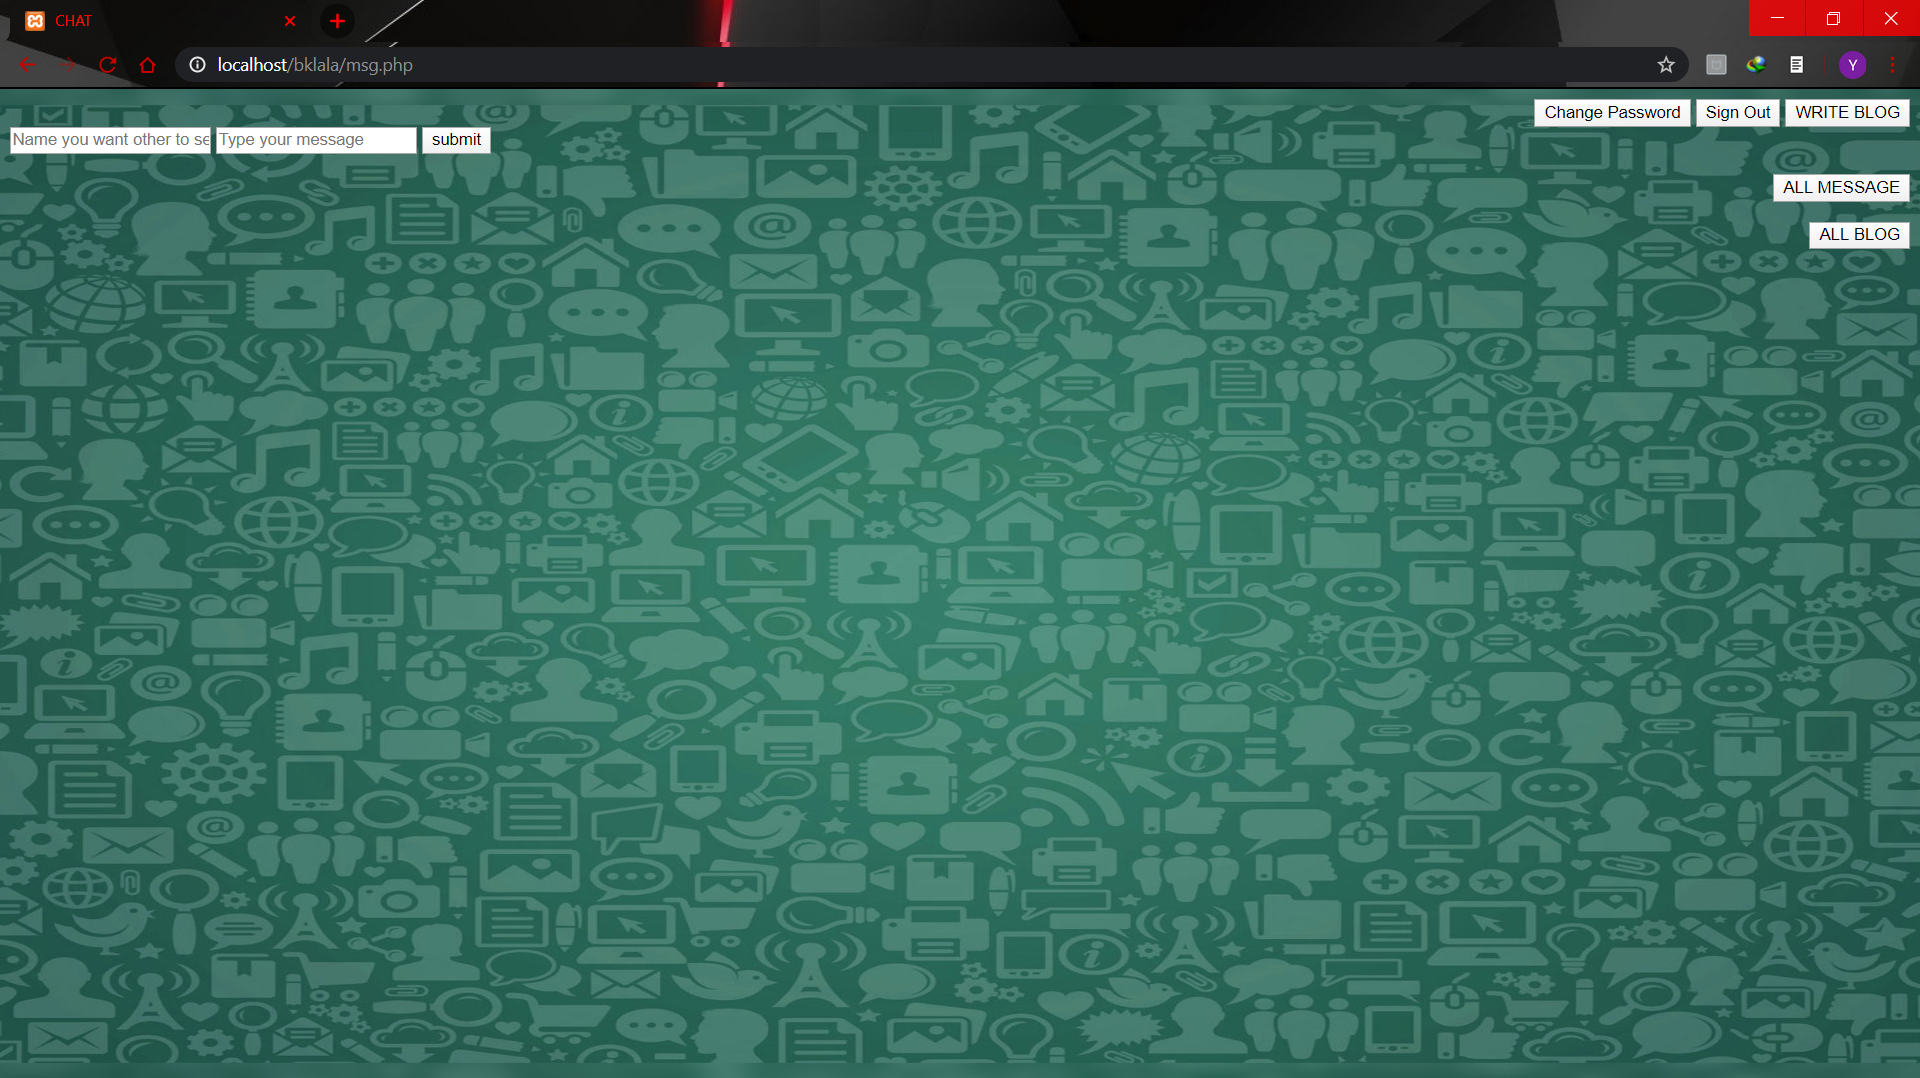 CHAT
localhost/bklala/msg.php
Y
Change Password Sign Out WRITE BLOG
Name you want other to se Type your message submit
ALL MESSAGE
ALL BLOG